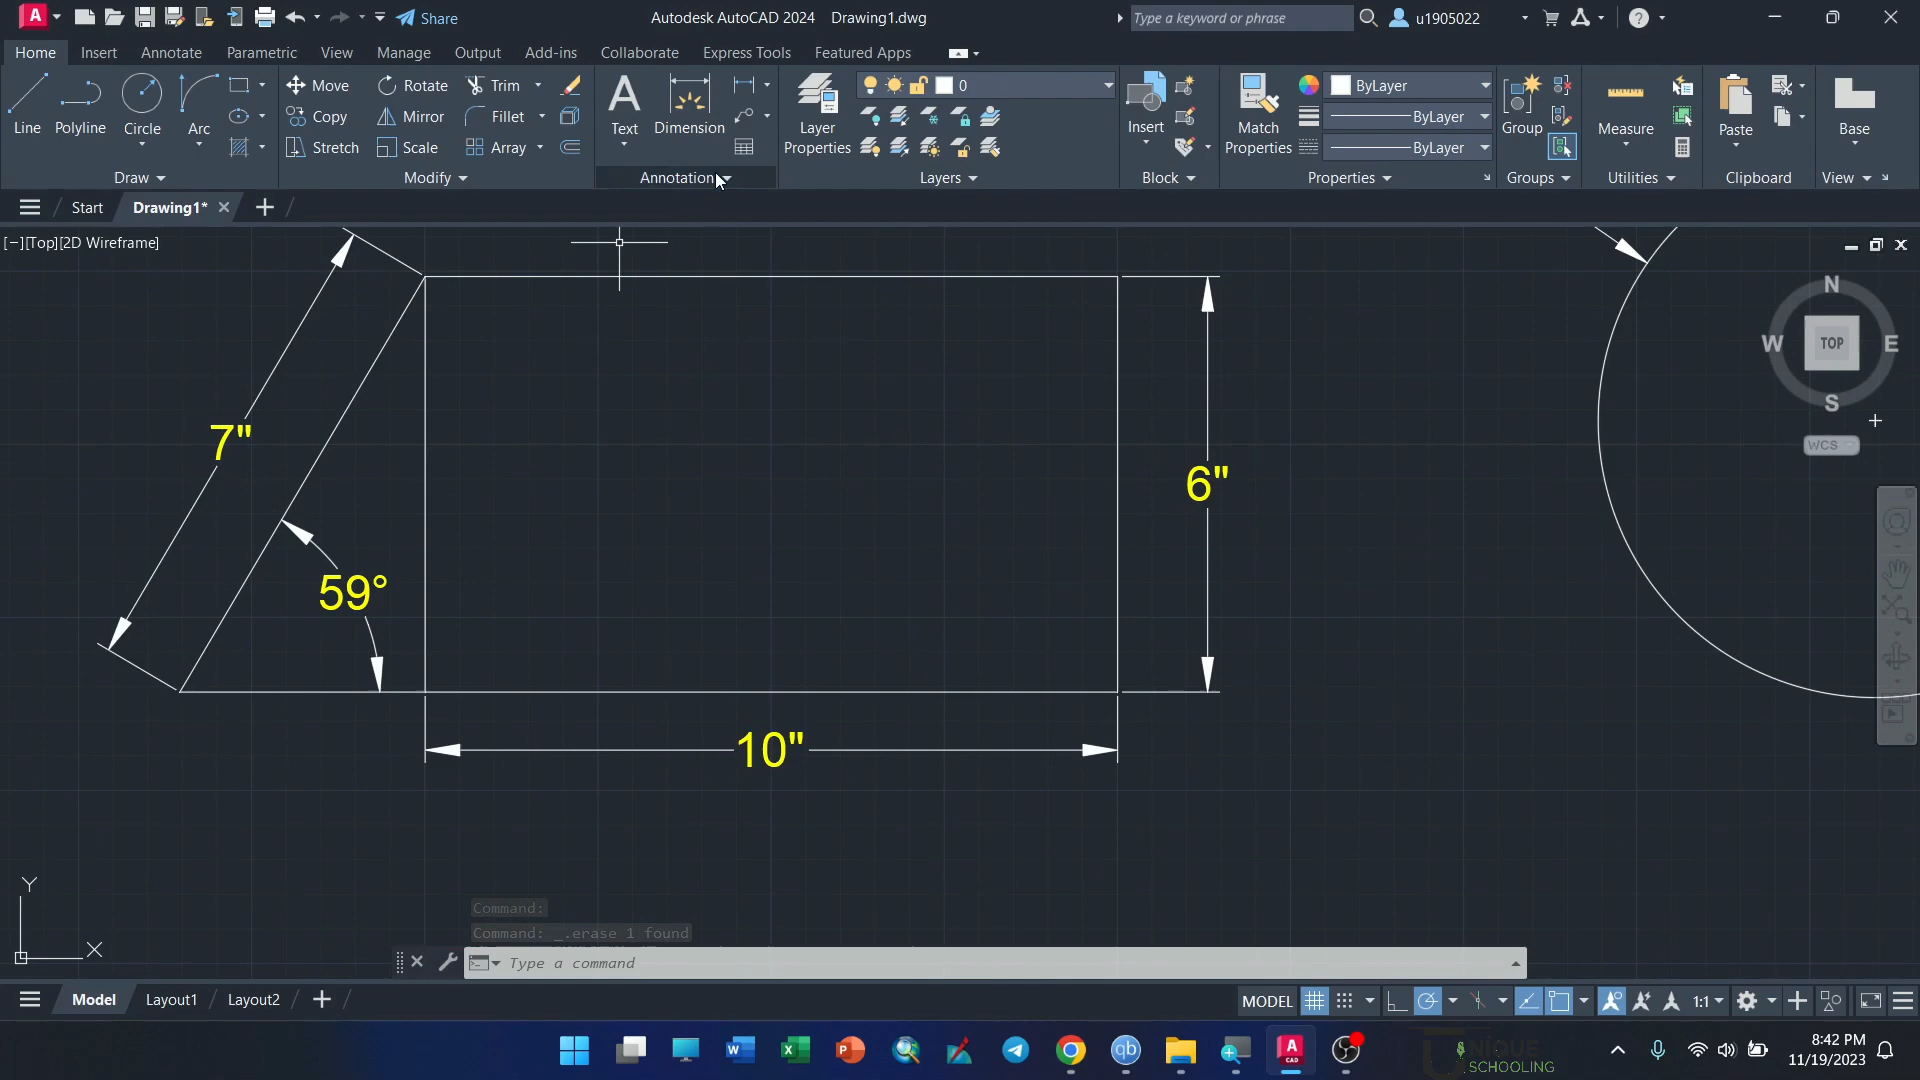 Share
Autodesk AutoCAD 2024 Drawing1.dwg
Type a keyword or phrase
u1905022
Home Insert Annotate Parametric View Manage Output Add-ins Collaborate Express Tools Featured Apps
Line Polyline Circle Arc
Move Rotate Trim
Copy Mirror Fillet
Stretch Scale Array
Text Dimension
Layer Properties
0
Insert
Match Properties
ByLayer
ByLayer
ByLayer
Group
Measure
Paste
Base
Draw Modify Annotation Layers Block Properties Groups Utilities Clipboard View
Start Drawing1*
[−][Top][2D Wireframe]
N
W TOP E
S
WCS
7"
6"
59°
10"
Y
X
Command:
Command: _.erase 1 found
Type a command
Model Layout1 Layout2
MODEL
1:1
8:42 PM
11/19/2023
UNIQUE
SCHOOLING